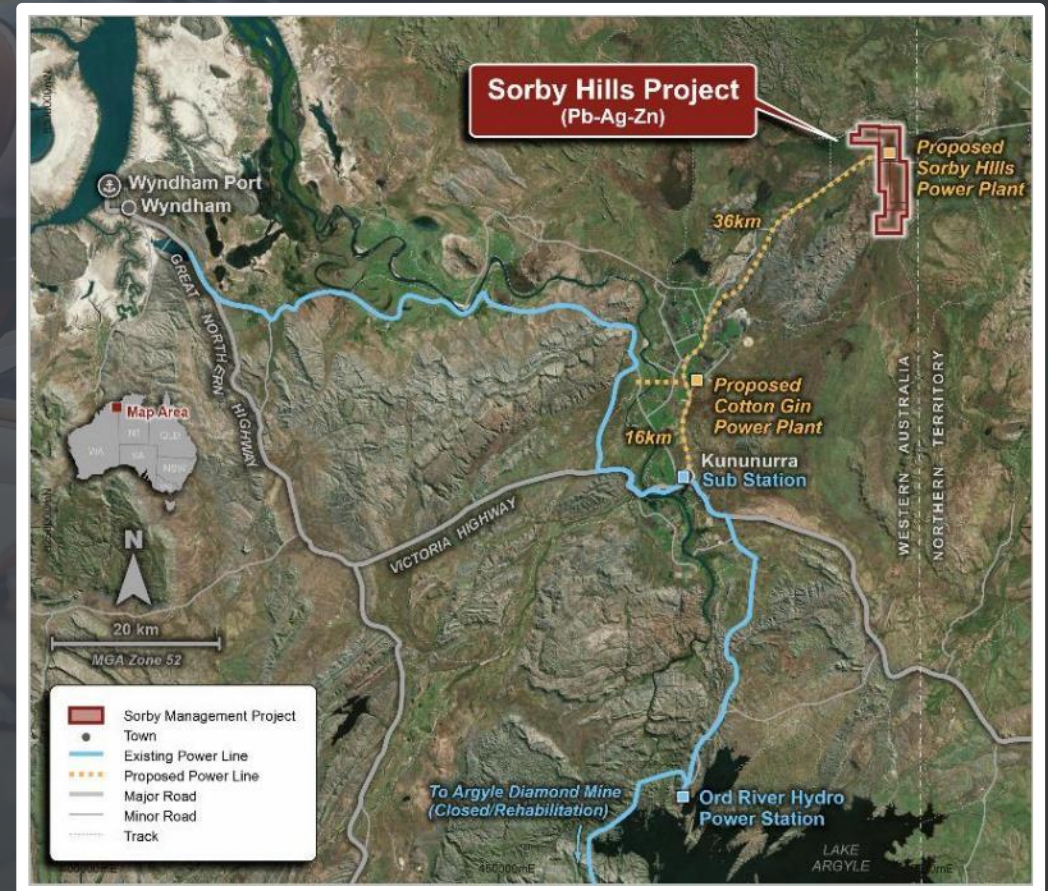 Sorby Hills Project
(Pb-Ag-Zn)
Proposed
Sorby HIlls
Power Plant
Wyndham Port
Wyndham
36km
GREAT NORTHERN HIGHWAY
Map Area
WA
NT
QLD
SA
NSW
Proposed
Cotton Gin
Power Plant
16km
Kununurra
Sub Station
VICTORIA HIGHWAY
WESTERN AUSTRALIA
NORTHERN TERRITORY
N
20 km
MGA Zone 52
Sorby Management Project
Town
Existing Power Line
Proposed Power Line
Major Road
Minor Road
Track
To Argyle Diamond Mine
(Closed/Rehabilitation)
Ord River Hydro
Power Station
LAKE
ARGYLE
450000mE